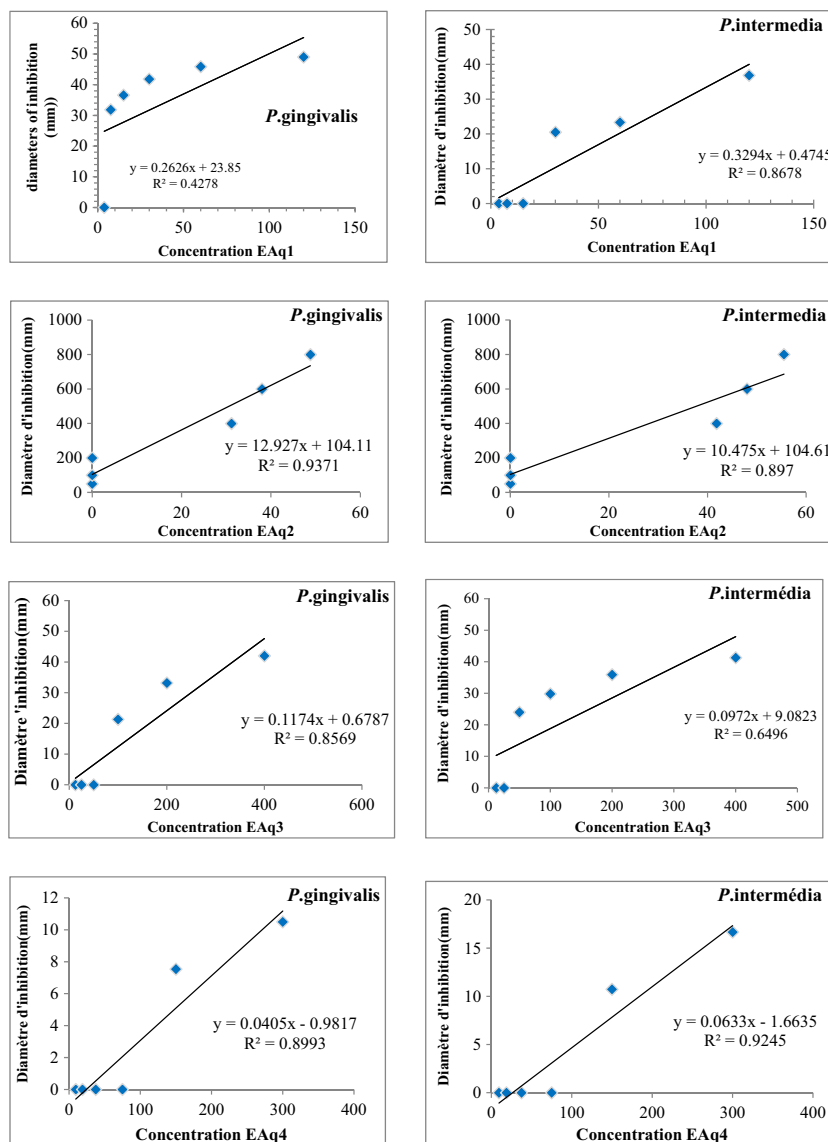 P.gingivalis
60
50
40
30
20
10
0
0 50 100 150
diameters of inhibition (mm))
Concentration EAq1
y = 0.2626x + 23.85
R² = 0.4278
P.intermedia
50
40
30
20
10
0
0 50 100 150
Diamètre d'inhibition(mm)
Conentration EAq1
y = 0.3294x + 0.4745
R² = 0.8678
P.gingivalis
1000
800
600
400
200
0
0 20 40 60
Diamètre d'inhibition(mm)
Concentration EAq2
y = 12.927x + 104.11
R² = 0.9371
P.intermedia
1000
800
600
400
200
0
0 20 40 60
Diamètre d'inhibition(mm)
Concentration EAq2
y = 10.475x + 104.61
R² = 0.897
P.gingivalis
60
50
40
30
20
10
0
0 200 400 600
Diamètre 'inhibition(mm)
Concentration EAq3
y = 0.1174x + 0.6787
R² = 0.8569
P.intermédia
60
50
40
30
20
10
0
0 100 200 300 400 500
Diamètre d'inhibition(mm)
Concentration EAq3
y = 0.0972x + 9.0823
R² = 0.6496
P.gingivalis
12
10
8
6
4
2
0
0 100 200 300 400
Diamètre d'inhibition(mm)
Concentration EAq4
y = 0.0405x - 0.9817
R² = 0.8993
P.intermédia
20
15
10
5
0
0 100 200 300 400
Diamètre d'inhibition(mm)
Concentration EAq4
y = 0.0633x - 1.6635
R² = 0.9245